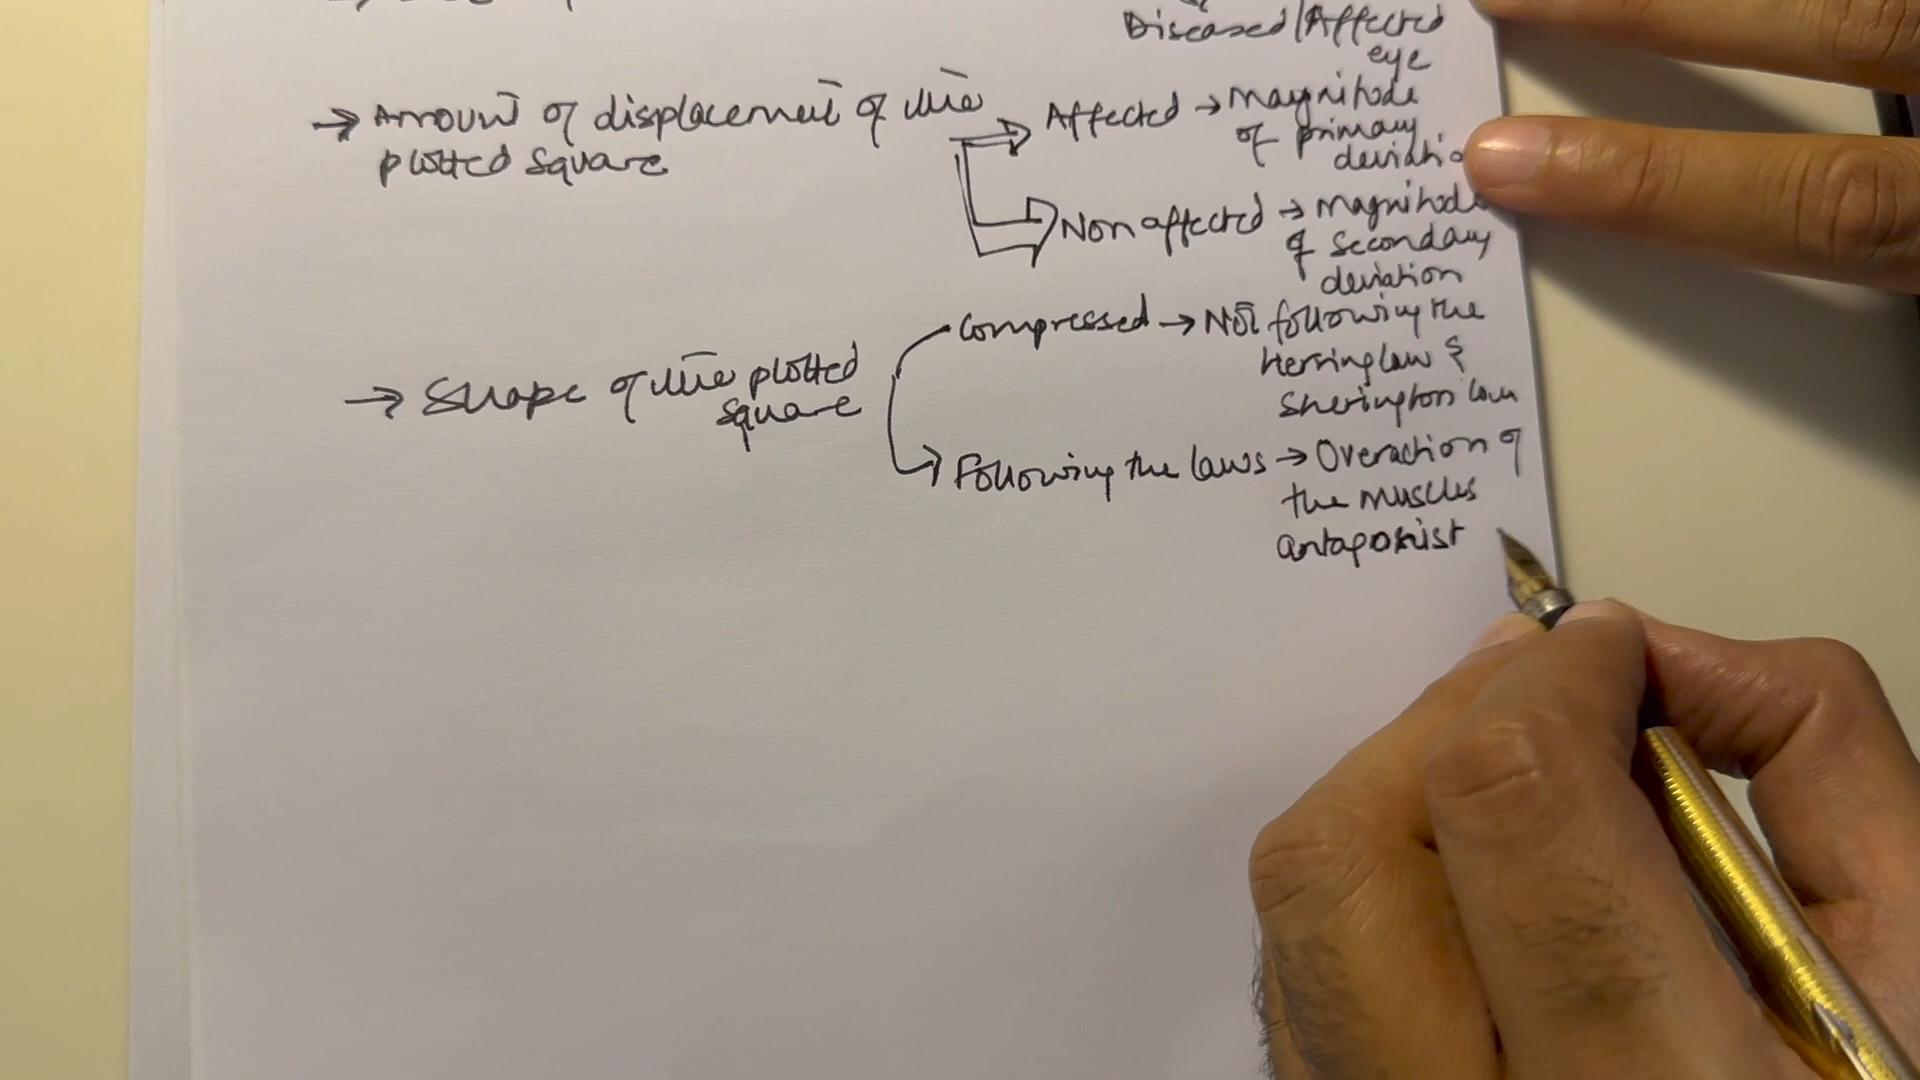 Diseased/Affected
eye
→ Amount of displacement of the
plotted square
Affected → Magnitude
of primary
deviatio
Non affected → Magnitude
of Secondary
deviation
→ Shape of the plotted
square
Compressed → Not following the
Herring law &
Sherington law
Following the laws → Overaction of
the Muscles
antagonist